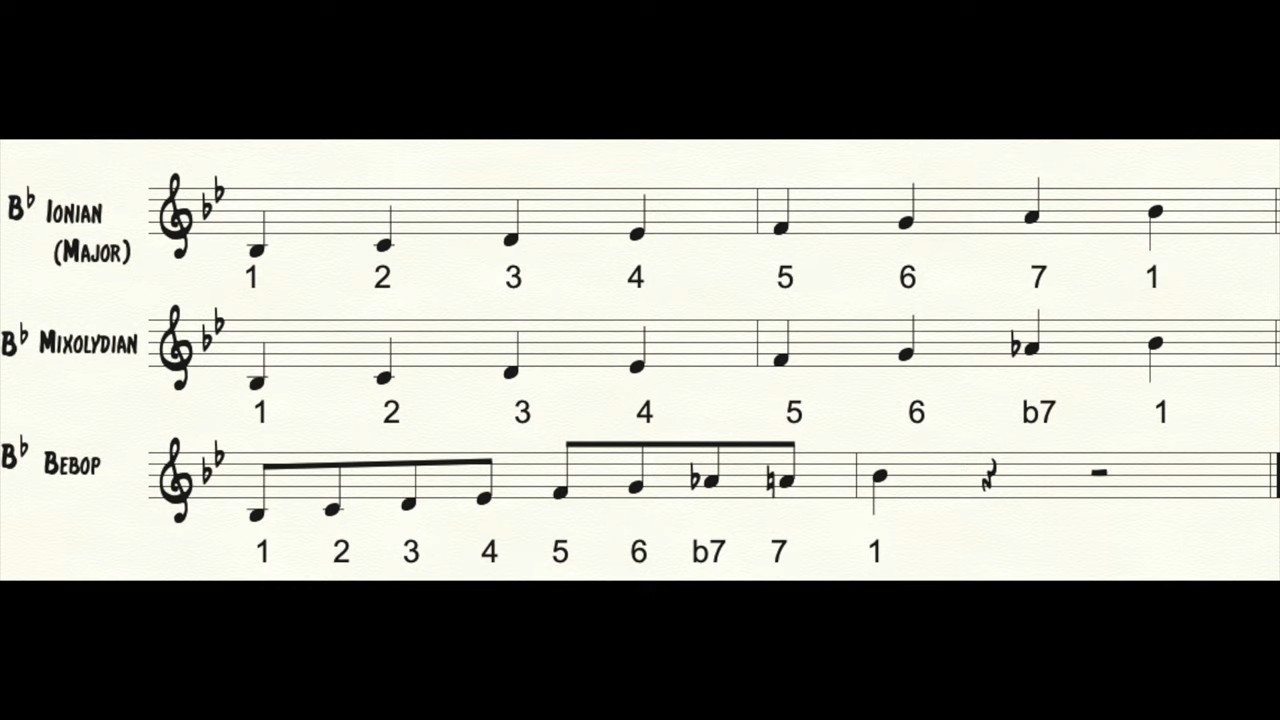 B♭ Ionian
(Major)
1 2 3 4 5 6 7 1
B♭ Mixolydian
1 2 3 4 5 6 b7 1
B♭ Bebop
1 2 3 4 5 6 b7 7 1